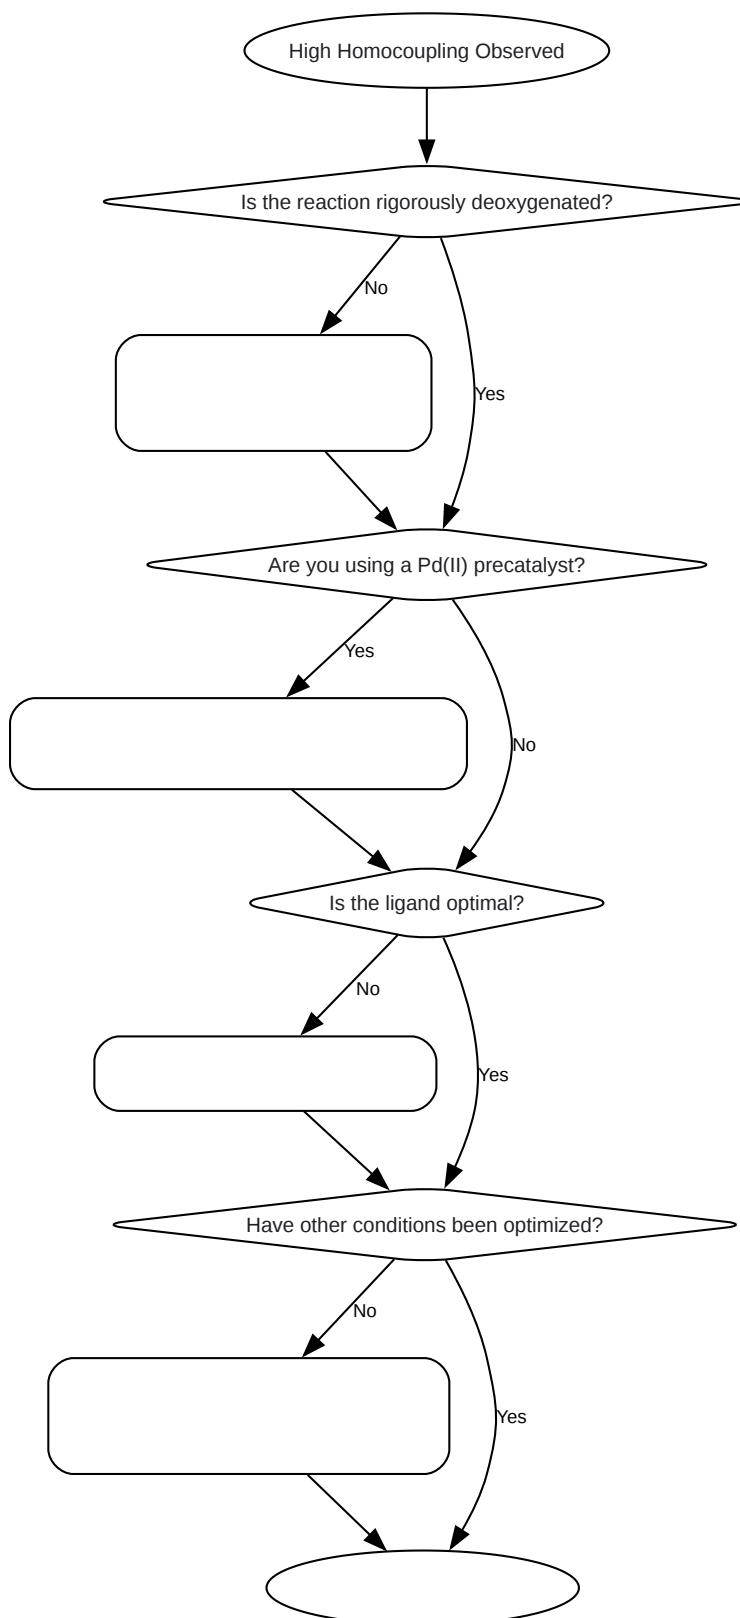 High Homocoupling Observed
Is the reaction rigorously deoxygenated?
No
Yes
Are you using a Pd(II) precatalyst?
Yes
No
Is the ligand optimal?
No
Yes
Have other conditions been optimized?
No
Yes